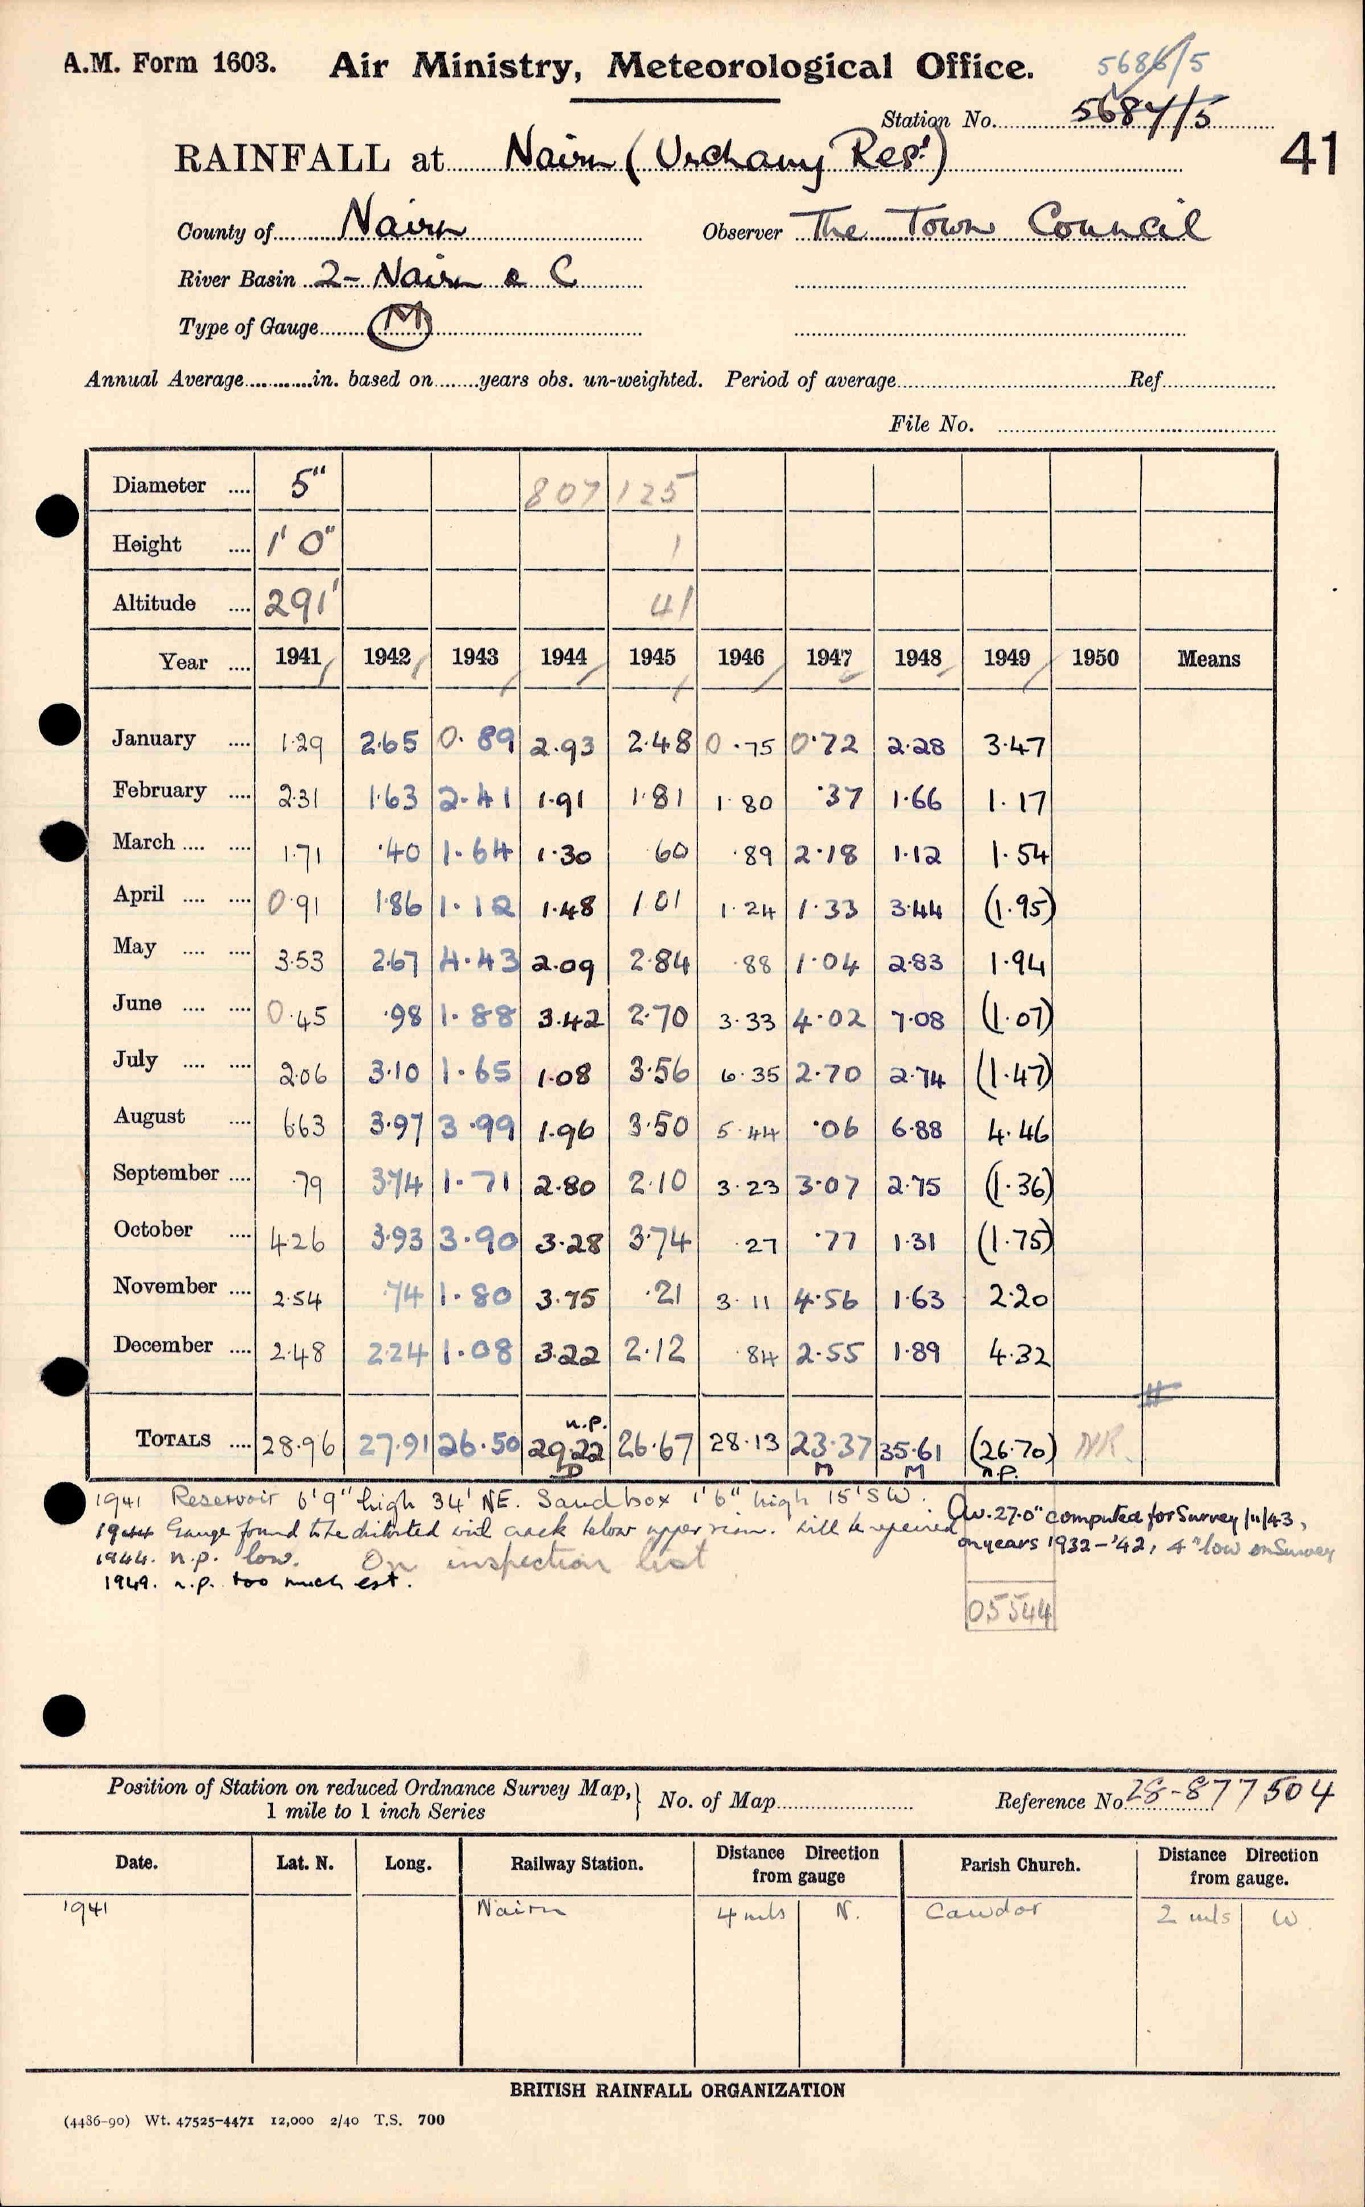 A.M. Form 1603. Air Ministry, Meteorological Office. 5686/5
Station No. 5687/5
RAINFALL at Nairn (Urchany Resr.) 41
County of Nairn Observer The Town Council
River Basin 2- Nairn & C
Type of Gauge M
Annual Average in. based on years obs. un-weighted. Period of average Ref
File No.
Diameter 5" 807 125
Height 1' 0" 1
Altitude 291' 41
Year 1941 1942 1943 1944 1945 1946 1947 1948 1949 1950 Means
January 1.29 2.65 0.89 2.93 2.48 0.75 0.72 2.28 3.47
February 2.31 1.63 2.41 1.91 1.81 1.80 .37 1.66 1.17
March 1.71 .40 1.64 1.30 .60 .89 2.18 1.12 1.54
April 0.91 1.86 1.12 1.48 1.01 1.24 1.33 3.44 (1.95)
May 3.53 2.67 4.43 2.09 2.84 .88 1.04 2.83 1.94
June 0.45 .98 1.88 3.42 2.70 3.33 4.02 7.08 (1.07)
July 2.06 3.10 1.65 1.08 3.56 6.35 2.70 2.74 (1.47)
August 6.63 3.97 3.99 1.96 3.50 5.44 .06 6.88 4.46
September .79 3.74 1.71 2.80 2.10 3.23 3.07 2.75 (1.36)
October 4.26 3.93 3.90 3.28 3.74 .27 .77 1.31 (1.75)
November 2.54 .74 1.80 3.75 .21 3.11 4.56 1.63 2.20
December 2.48 2.24 1.08 3.22 2.12 .84 2.55 1.89 4.32
n.p.
TOTALS 28.96 27.91 26.50 29.22 26.67 28.13 23.37 35.61 (26.70) NR.
D M M n.p.
1941 Reservoir 6'9" high 34' NE. Sandbox 1'6" high 15' SW.
1944 Gauge found to be distorted with crack below upper rim. Will be repaired
Av. 27.0" computed for Survey /11/43,
on years 1932-'42, 4" low on Survey
1944. n.p. low. On inspection list
1949. n.p. too much est.
05544
Position of Station on reduced Ordnance Survey Map,
1 mile to 1 inch Series
No. of Map Reference No. 28-877504
Date. Lat. N. Long. Railway Station. Distance from gauge Direction Parish Church. Distance from gauge. Direction
1941 Nairn 4 mls N. Cawdor 2 mls W.
BRITISH RAINFALL ORGANIZATION
(4486-90) Wt. 47525-4471 12,000 2/40 T.S. 700